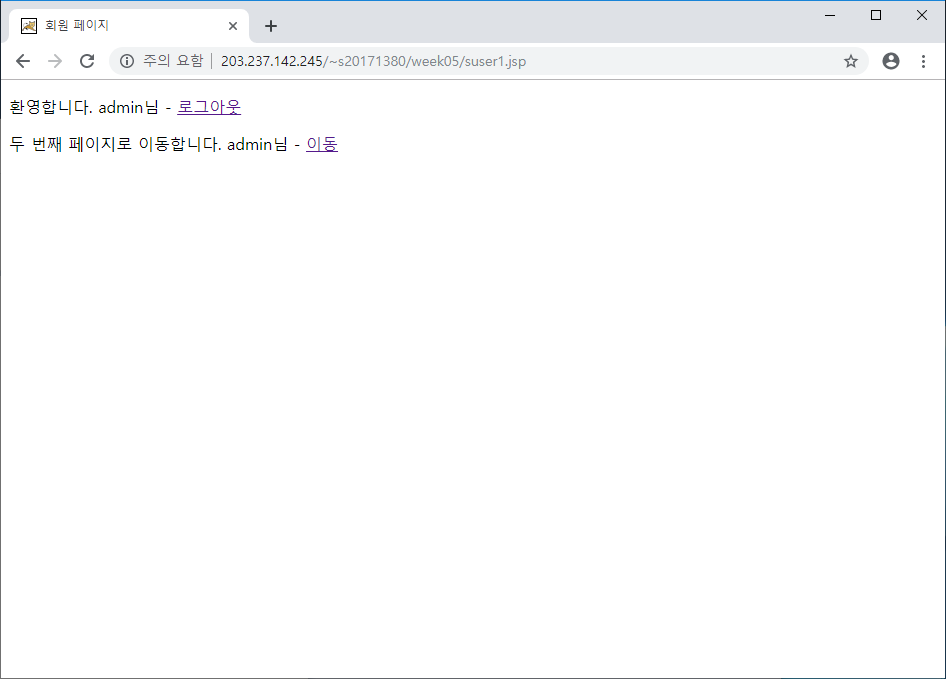 회원 페이지
주의 요함 | 203.237.142.245/~s20171380/week05/suser1.jsp
환영합니다. admin님 - 로그아웃
두 번째 페이지로 이동합니다. admin님 - 이동